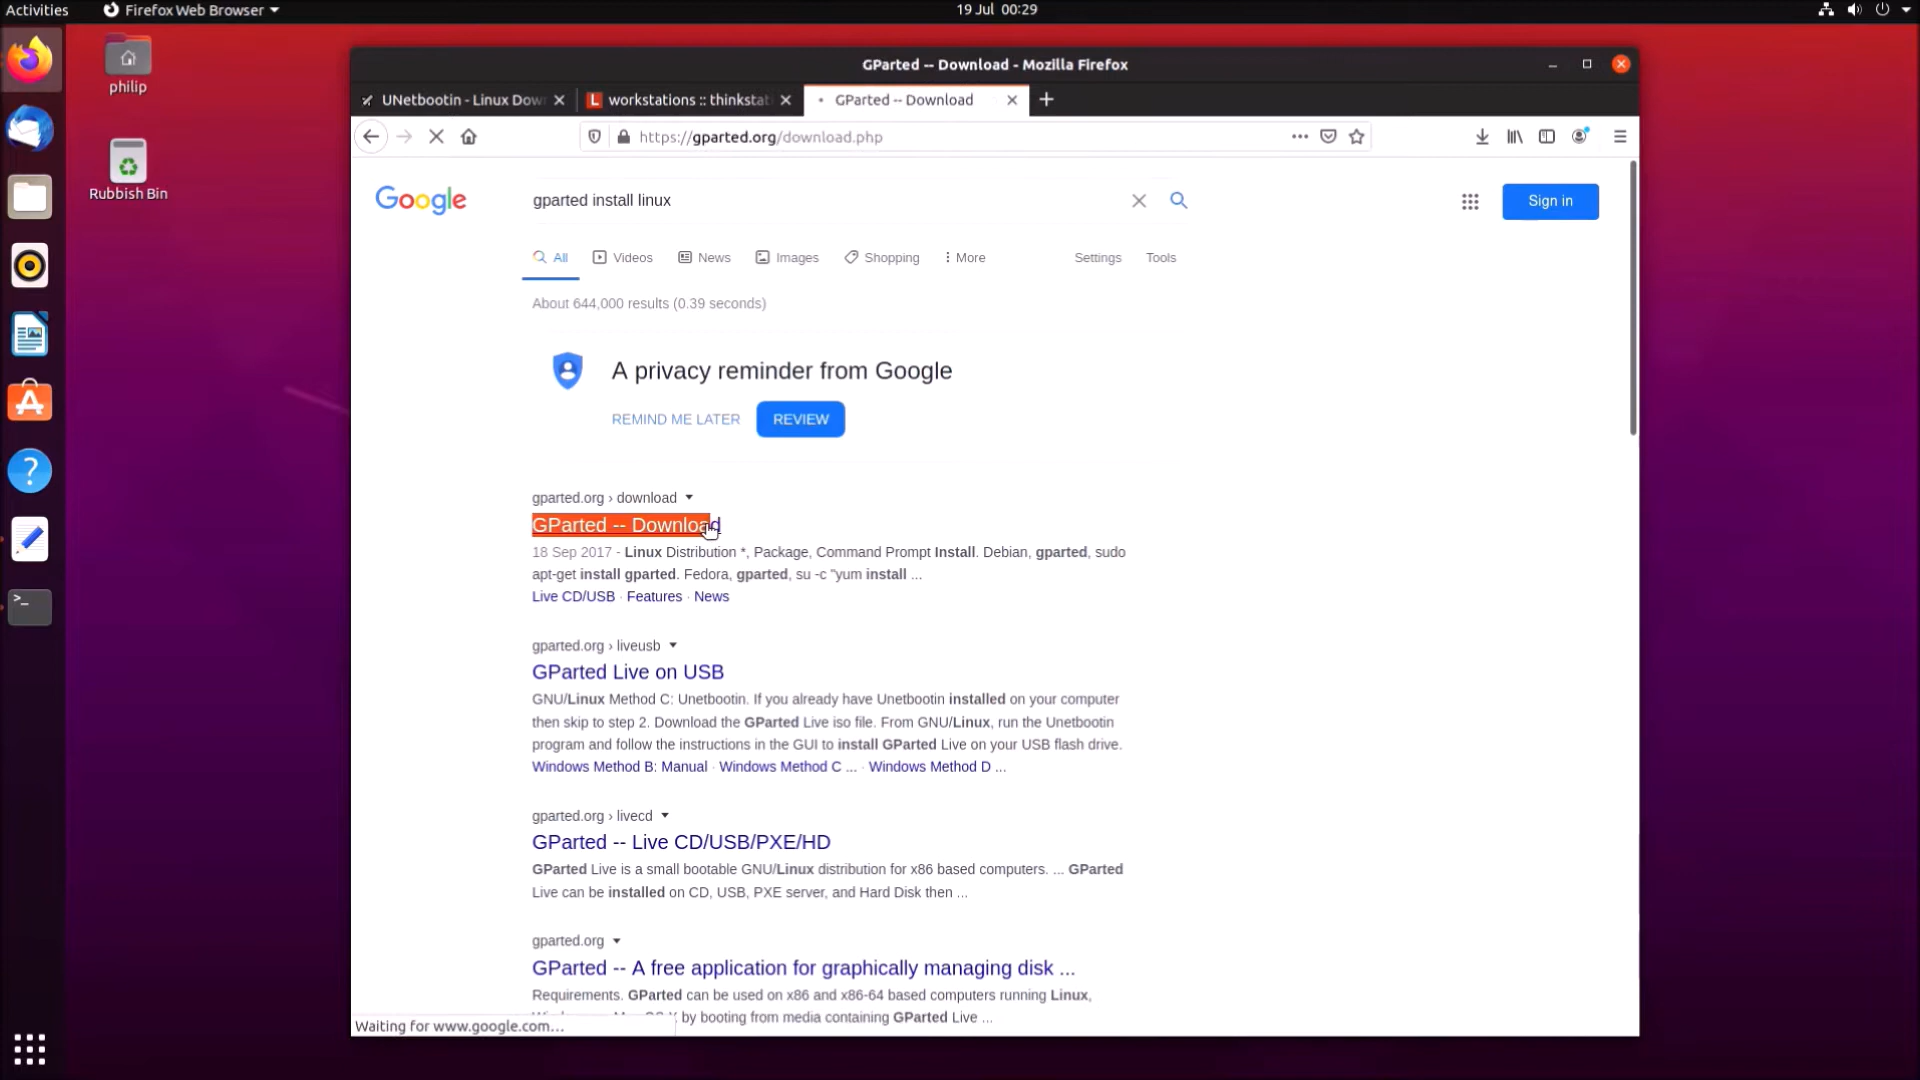 Activities
Firefox Web Browser
19 Jul 00:29
philip
Rubbish Bin
GParted -- Download - Mozilla Firefox
UNetbootin - Linux Dow
L workstations :: thinkstat
GParted -- Download
https://gparted.org/download.php
Google
gparted install linux
Sign in
All
Videos
News
Images
Shopping
More
Settings
Tools
About 644,000 results (0.39 seconds)
A privacy reminder from Google
REMIND ME LATER
REVIEW
gparted.org › download
GParted -- Download
18 Sep 2017 - Linux Distribution *, Package, Command Prompt Install. Debian, gparted, sudo
apt-get install gparted. Fedora, gparted, su -c "yum install ...
Live CD/USB · Features · News
gparted.org › liveusb
GParted Live on USB
GNU/Linux Method C: Unetbootin. If you already have Unetbootin installed on your computer
then skip to step 2. Download the GParted Live iso file. From GNU/Linux, run the Unetbootin
program and follow the instructions in the GUI to install GParted Live on your USB flash drive.
Windows Method B: Manual · Windows Method C ... · Windows Method D ...
gparted.org › livecd
GParted -- Live CD/USB/PXE/HD
GParted Live is a small bootable GNU/Linux distribution for x86 based computers. ... GParted
Live can be installed on CD, USB, PXE server, and Hard Disk then ...
gparted.org
GParted -- A free application for graphically managing disk ...
Requirements. GParted can be used on x86 and x86-64 based computers running Linux,
by booting from media containing GParted Live ...
Waiting for www.google.com...